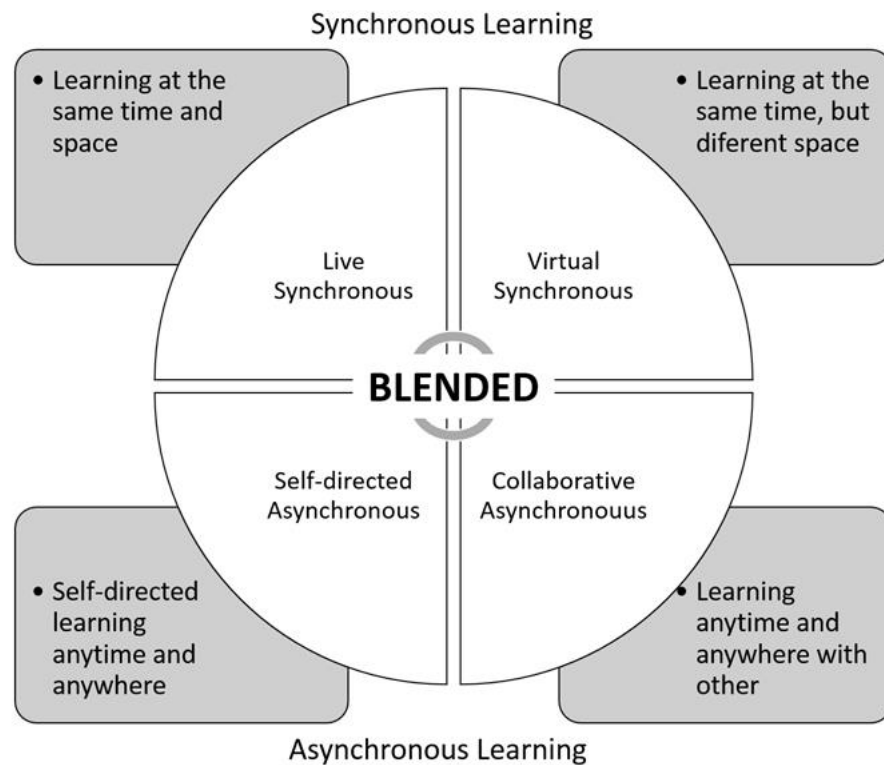 Synchronous Learning
• Learning at the
same time and
space
• Learning at the
same time, but
diferent space
Live
Synchronous
Virtual
Synchronous
BLENDED
Self-directed
Asynchronous
Collaborative
Asynchronouus
• Self-directed
learning
anytime and
anywhere
• Learning
anytime and
anywhere with
other
Asynchronous Learning